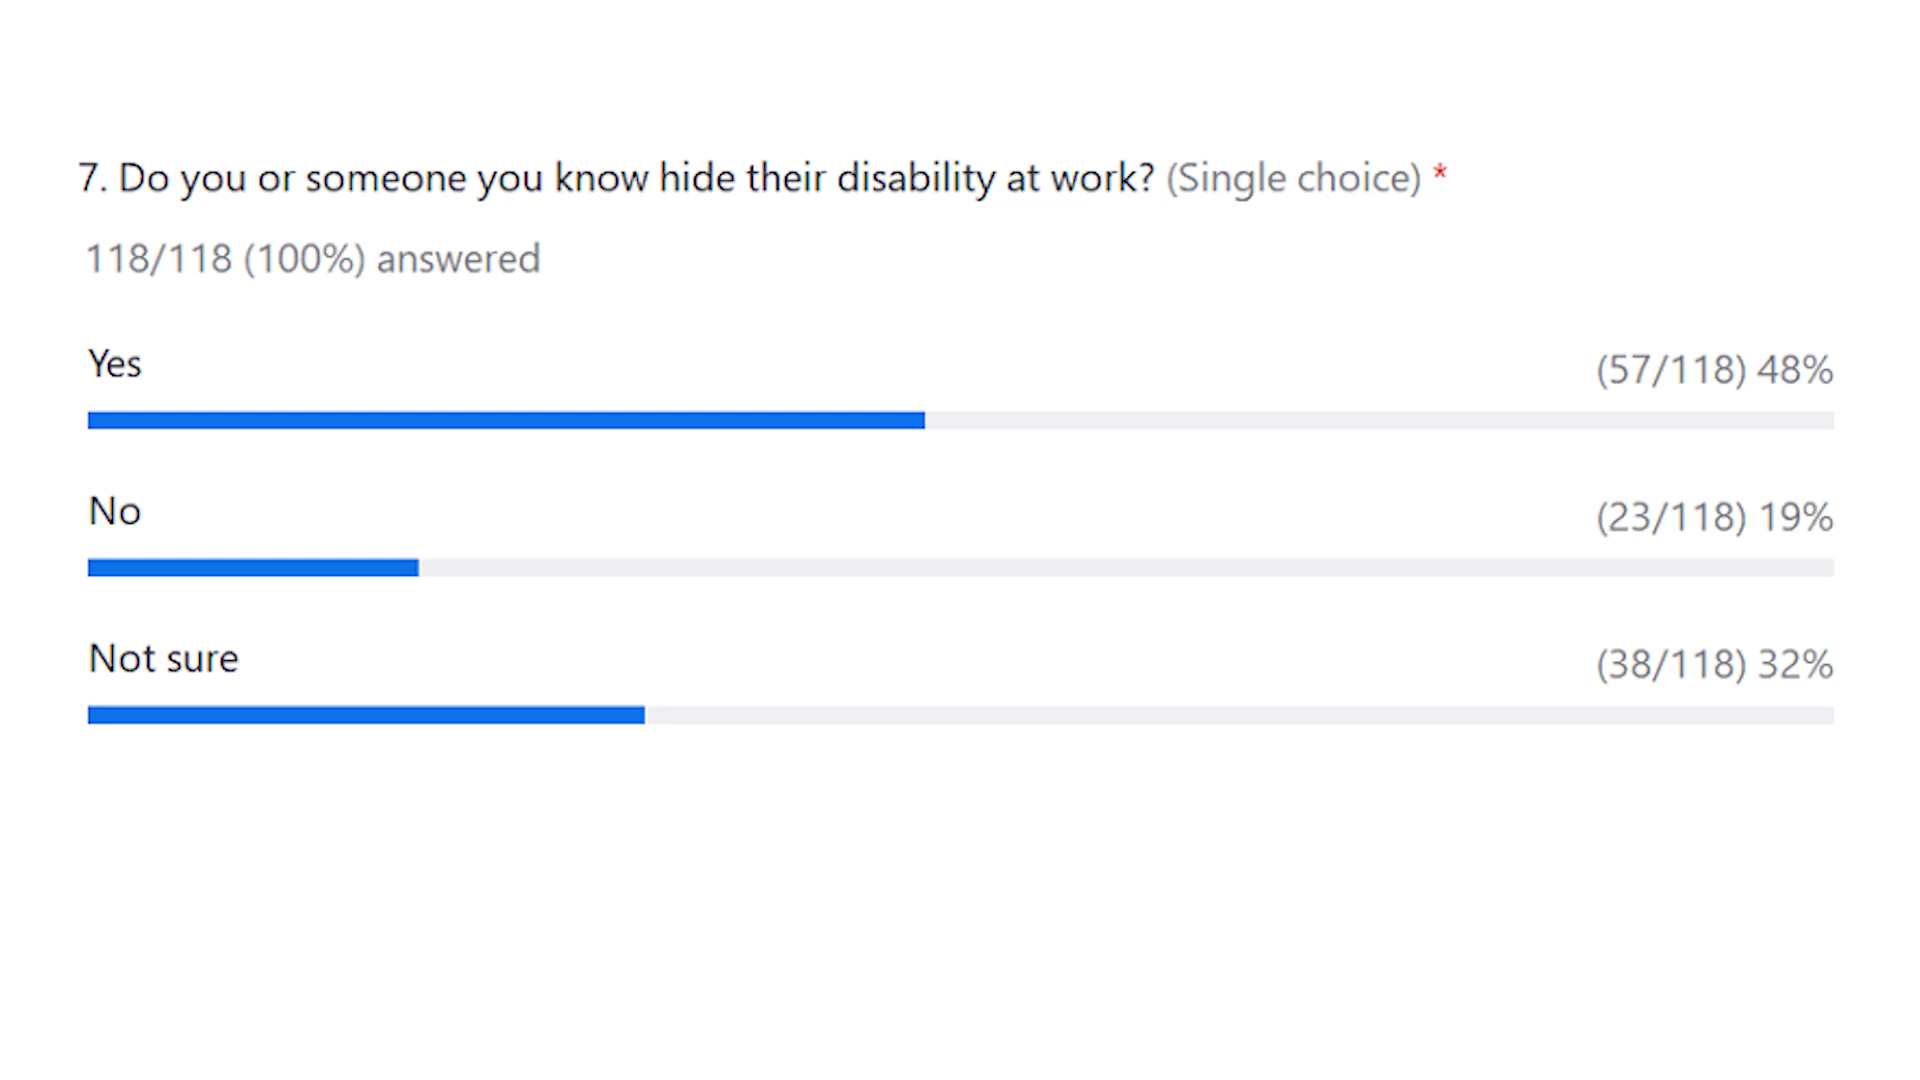 7. Do you or someone you know hide their disability at work? (Single choice) *
118/118 (100%) answered
Yes (57/118) 48%
No (23/118) 19%
Not sure (38/118) 32%